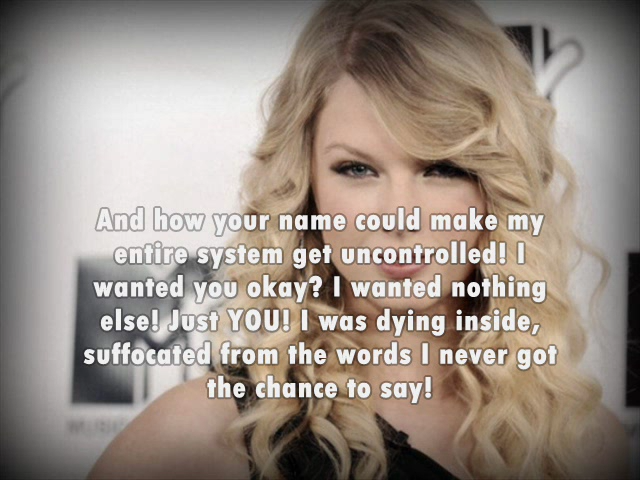 And how your name could make my
entire system get uncontrolled! I
wanted you okay? I wanted nothing
else! Just YOU! I was dying inside,
suffocated from the words I never got
the chance to say!
MUSIC